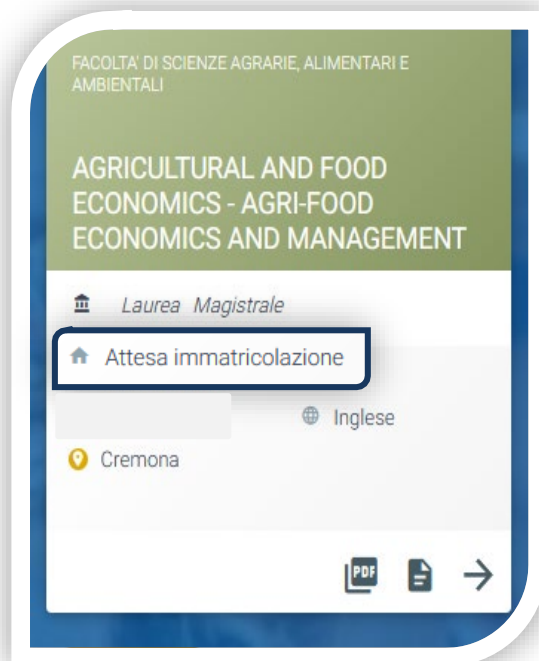 FACOLTA' DI SCIENZE AGRARIE, ALIMENTARI E
AMBIENTALI
AGRICULTURAL AND FOOD
ECONOMICS - AGRI-FOOD
ECONOMICS AND MANAGEMENT
Laurea Magistrale
Attesa immatricolazione
Inglese
Cremona
PDF